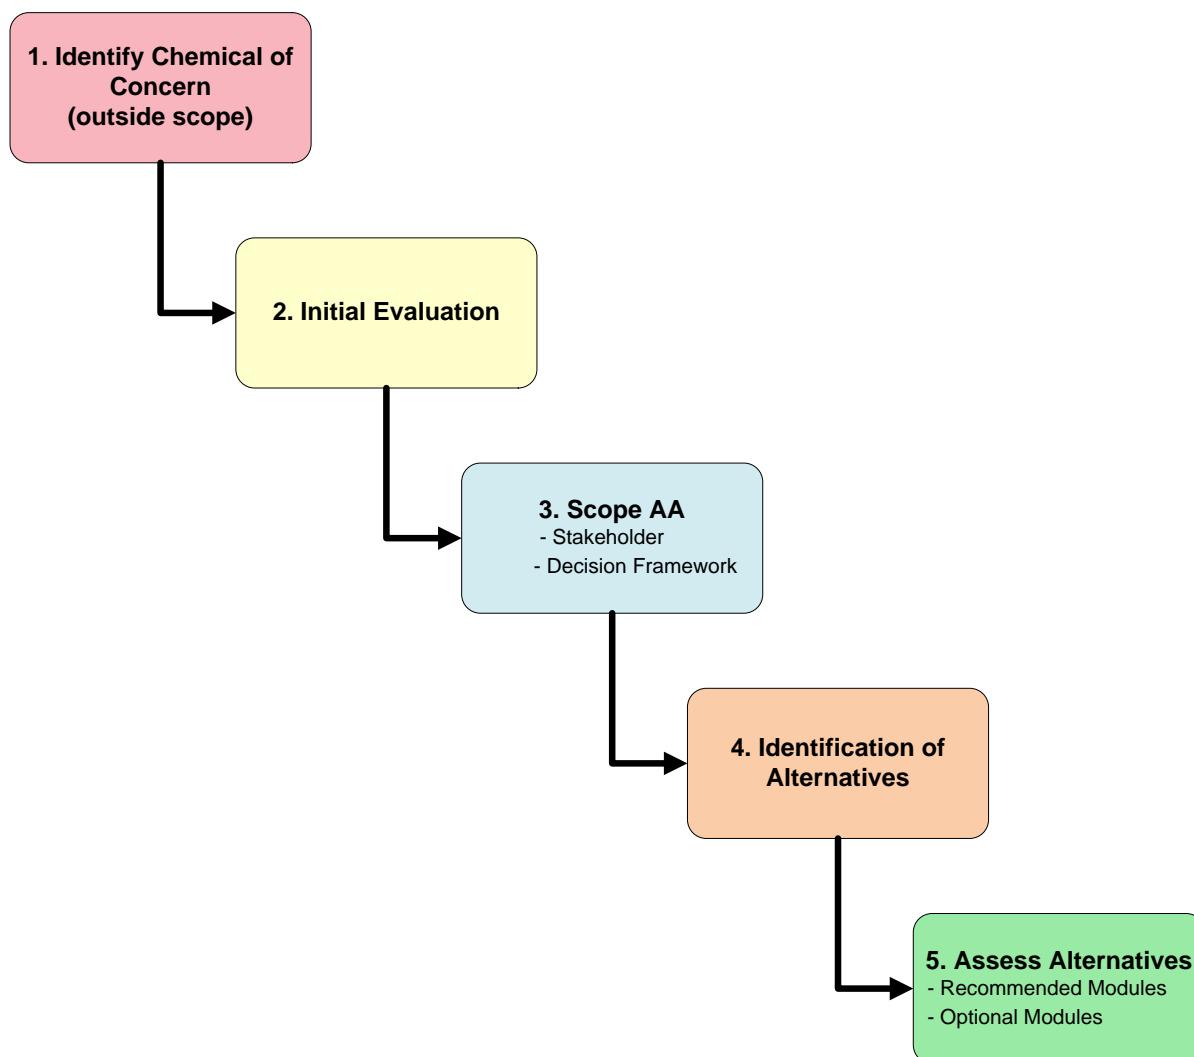 1. Identify Chemical of
Concern
(outside scope)
2. Initial Evaluation
3. Scope AA
- Stakeholder
- Decision Framework
4. Identification of
Alternatives
5. Assess Alternatives
- Recommended Modules
- Optional Modules